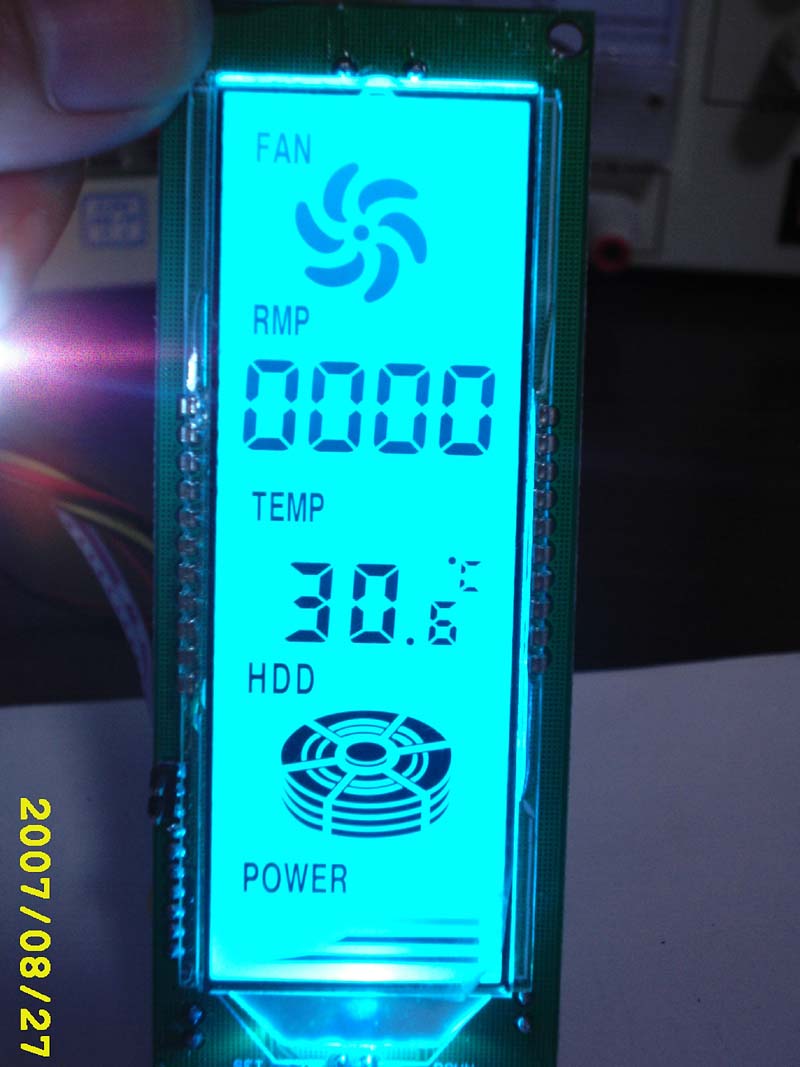 FAN
RMP
0000
TEMP
30.6 °C
HDD
POWER
2007/08/27